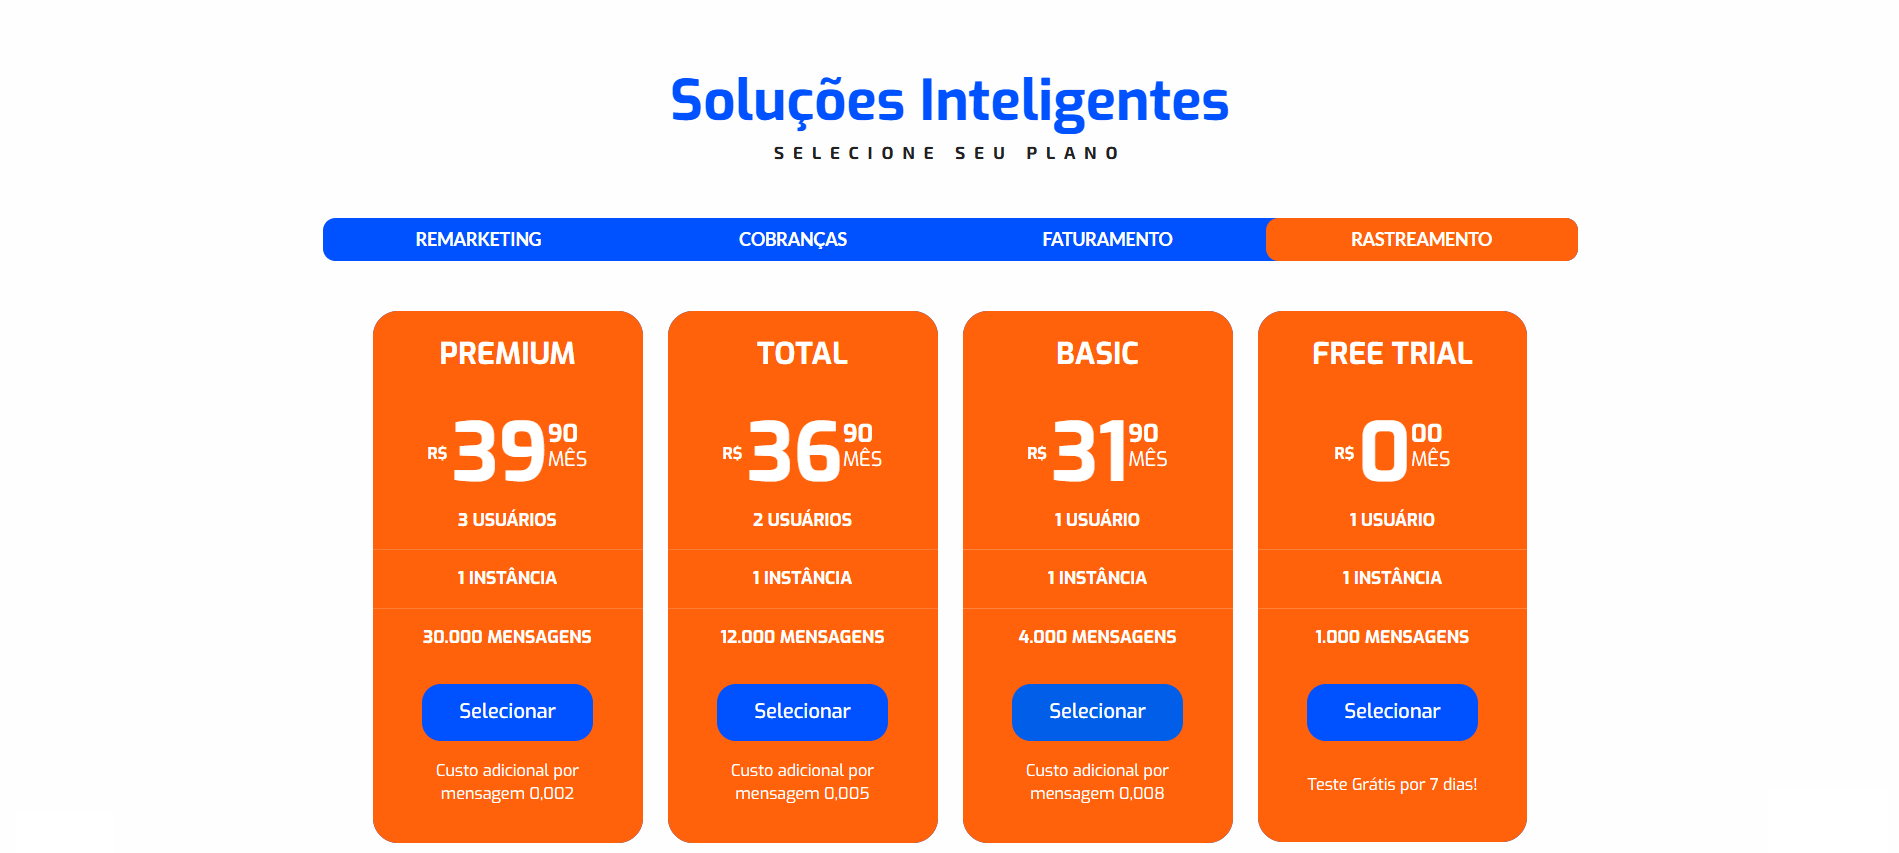 Soluções Inteligentes
SELECIONE SEU PLANO
REMARKETING COBRANÇAS FATURAMENTO RASTREAMENTO
PREMIUM
R$ 39 90 MÊS
3 USUÁRIOS
1 INSTÂNCIA
30.000 MENSAGENS
Selecionar
Custo adicional por
mensagem 0,002
TOTAL
R$ 36 90 MÊS
2 USUÁRIOS
1 INSTÂNCIA
12.000 MENSAGENS
Selecionar
Custo adicional por
mensagem 0,005
BASIC
R$ 31 90 MÊS
1 USUÁRIO
1 INSTÂNCIA
4.000 MENSAGENS
Selecionar
Custo adicional por
mensagem 0,008
FREE TRIAL
R$ 0 00 MÊS
1 USUÁRIO
1 INSTÂNCIA
1.000 MENSAGENS
Selecionar
Teste Grátis por 7 dias!